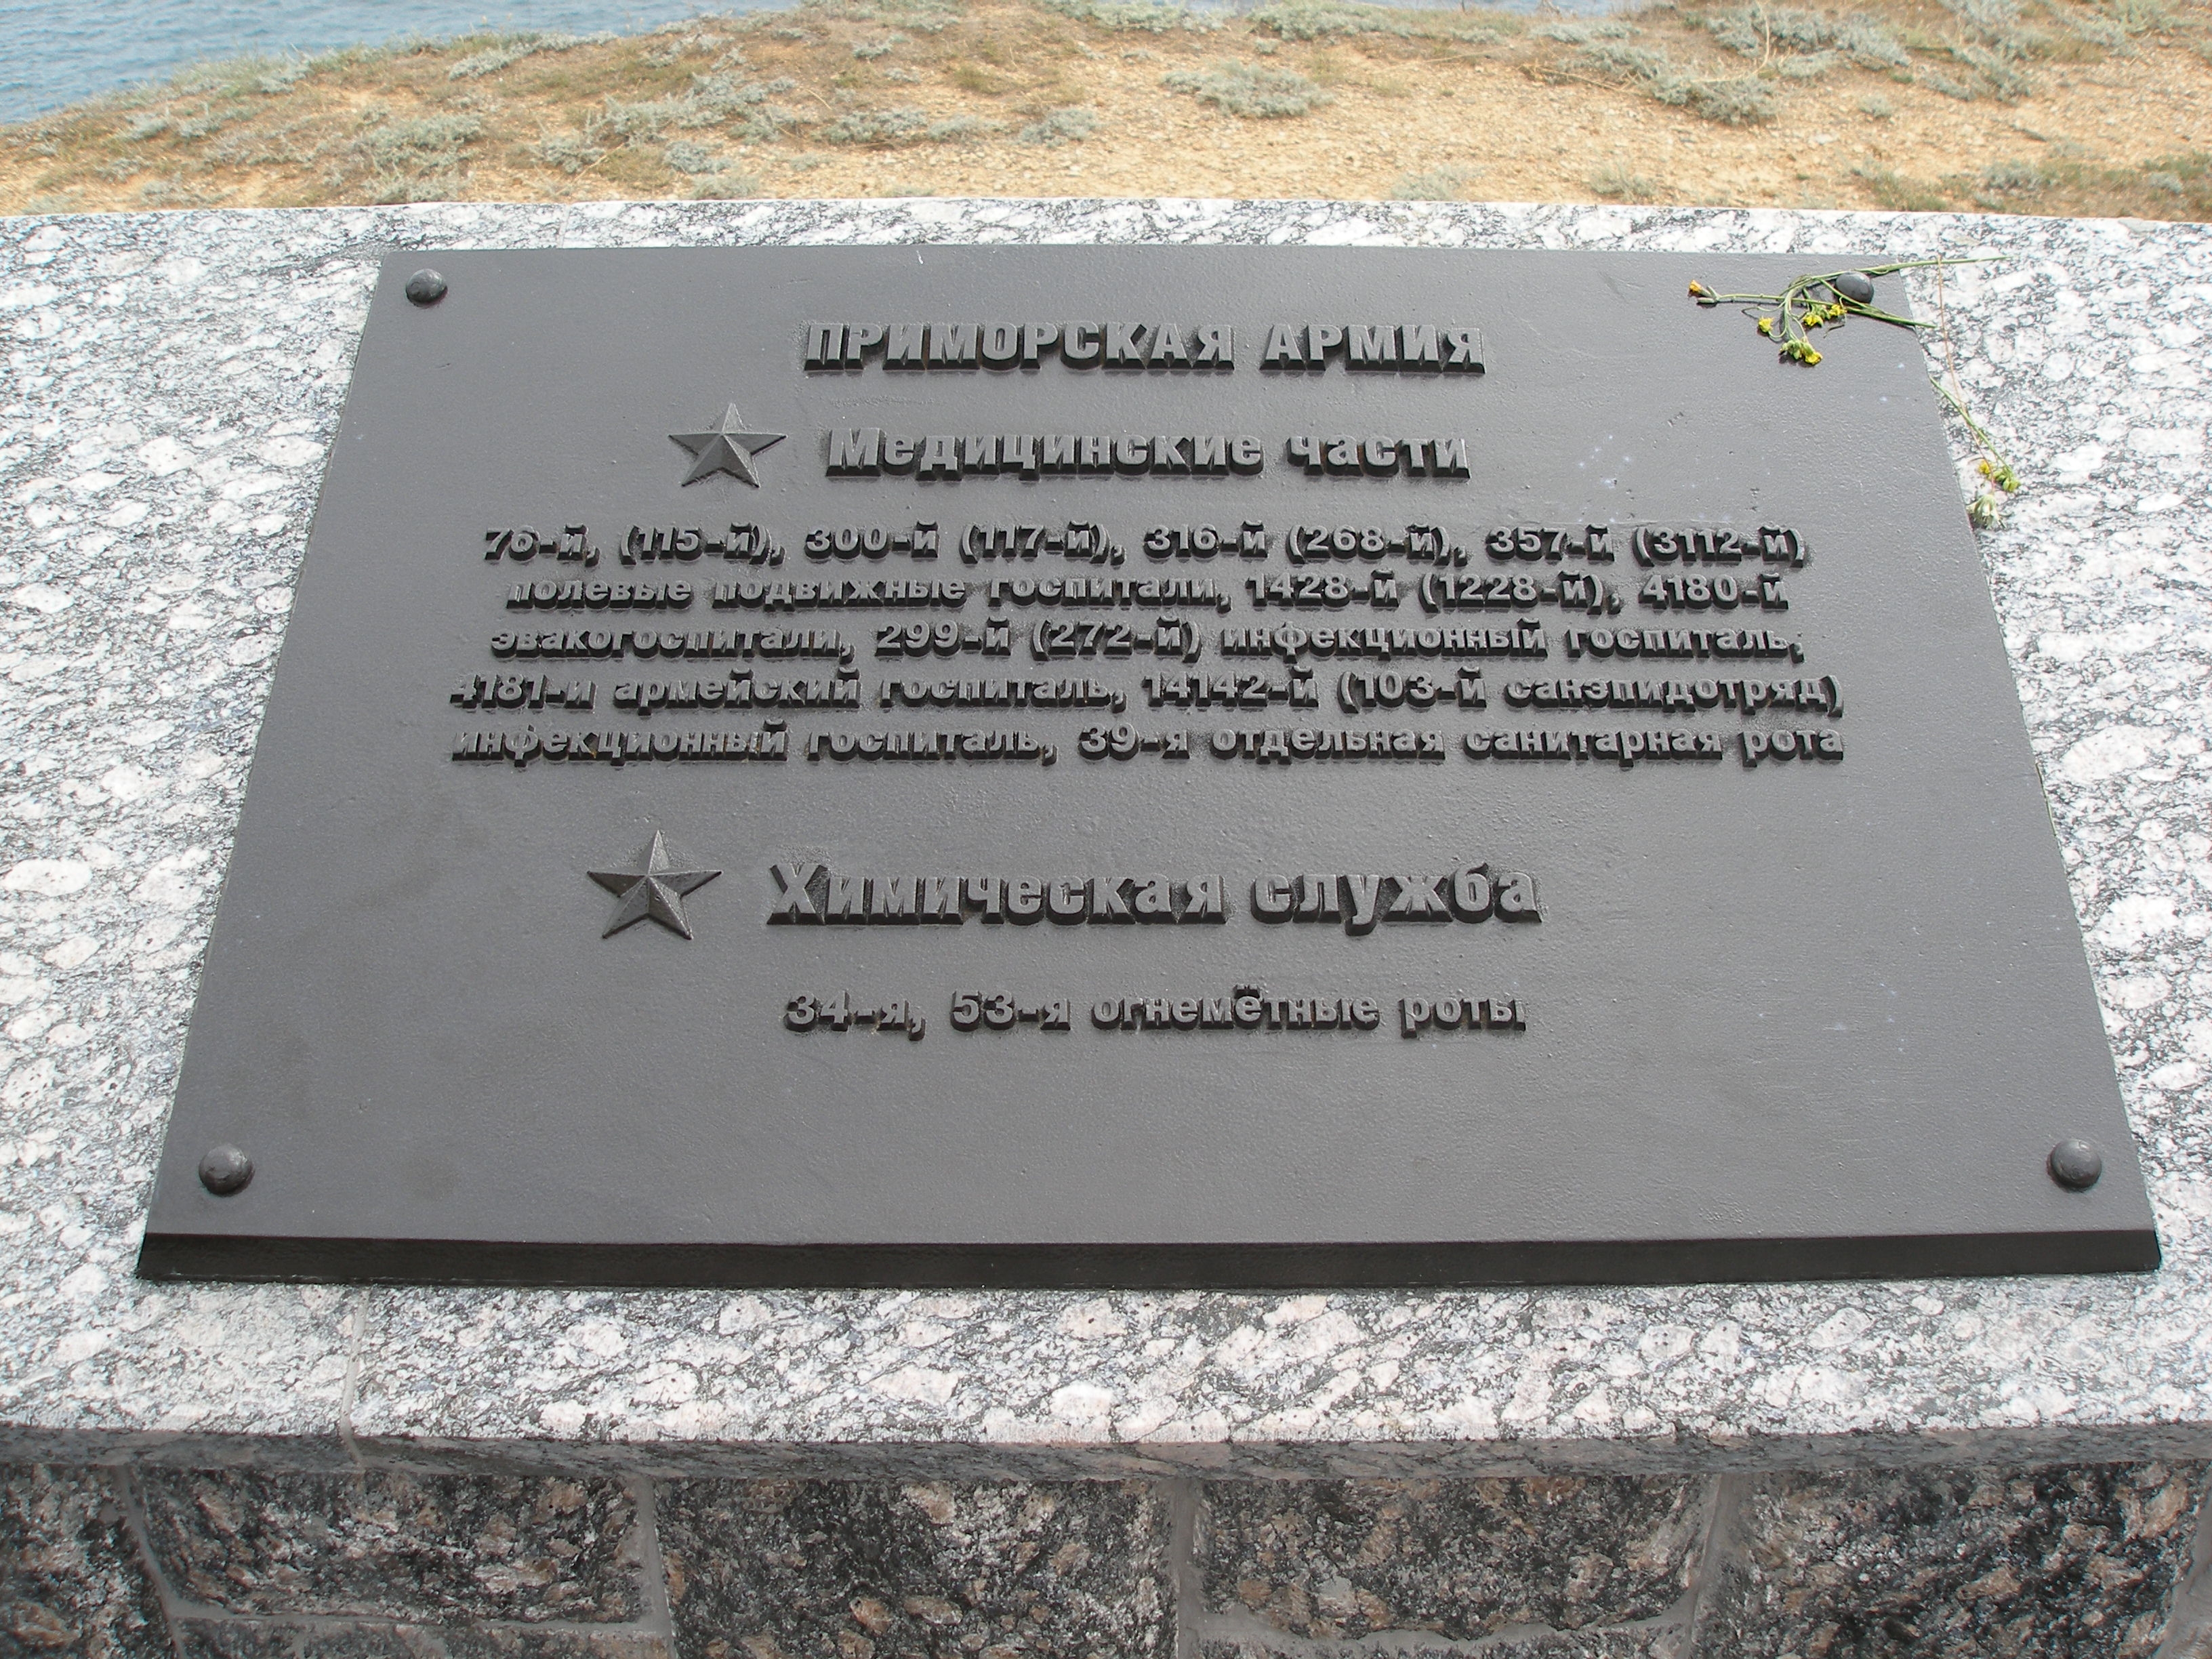 ПРИМОРСКАЯ АРМИЯ
Медицинские части
76-й, (115-й), 300-й (117-й), 316-й (268-й), 357-й (3112-й)
полевые подвижные госпитали, 1428-й (1228-й), 4180-й
эвакогоспитали, 299-й (272-й) инфекционный госпиталь,
4181-й армейский госпиталь, 14142-й (103-й санэпидотряд)
инфекционный госпиталь, 39-я отдельная санитарная рота
Химическая служба
34-я, 53-я огнемётные роты